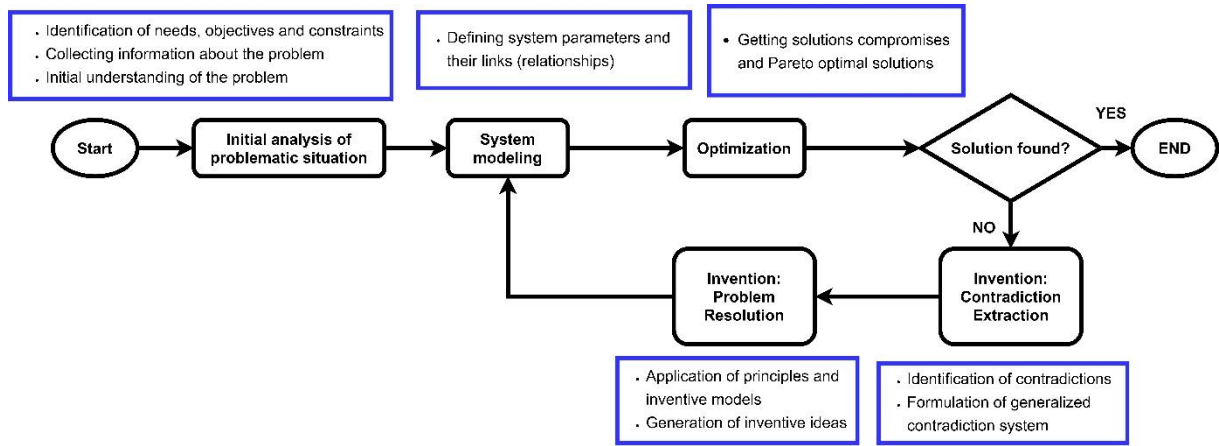 • Identification of needs, objectives and constraints
• Collecting information about the problem
• Initial understanding of the problem
• Defining system parameters and
their links (relationships)
• Getting solutions compromises
and Pareto optimal solutions
Start
Initial analysis of
problematic situation
System
modeling
Optimization
Solution found?
YES
END
NO
Invention:
Problem
Resolution
Invention:
Contradiction
Extraction
• Application of principles and
inventive models
• Generation of inventive ideas
• Identification of contradictions
• Formulation of generalized
contradiction system